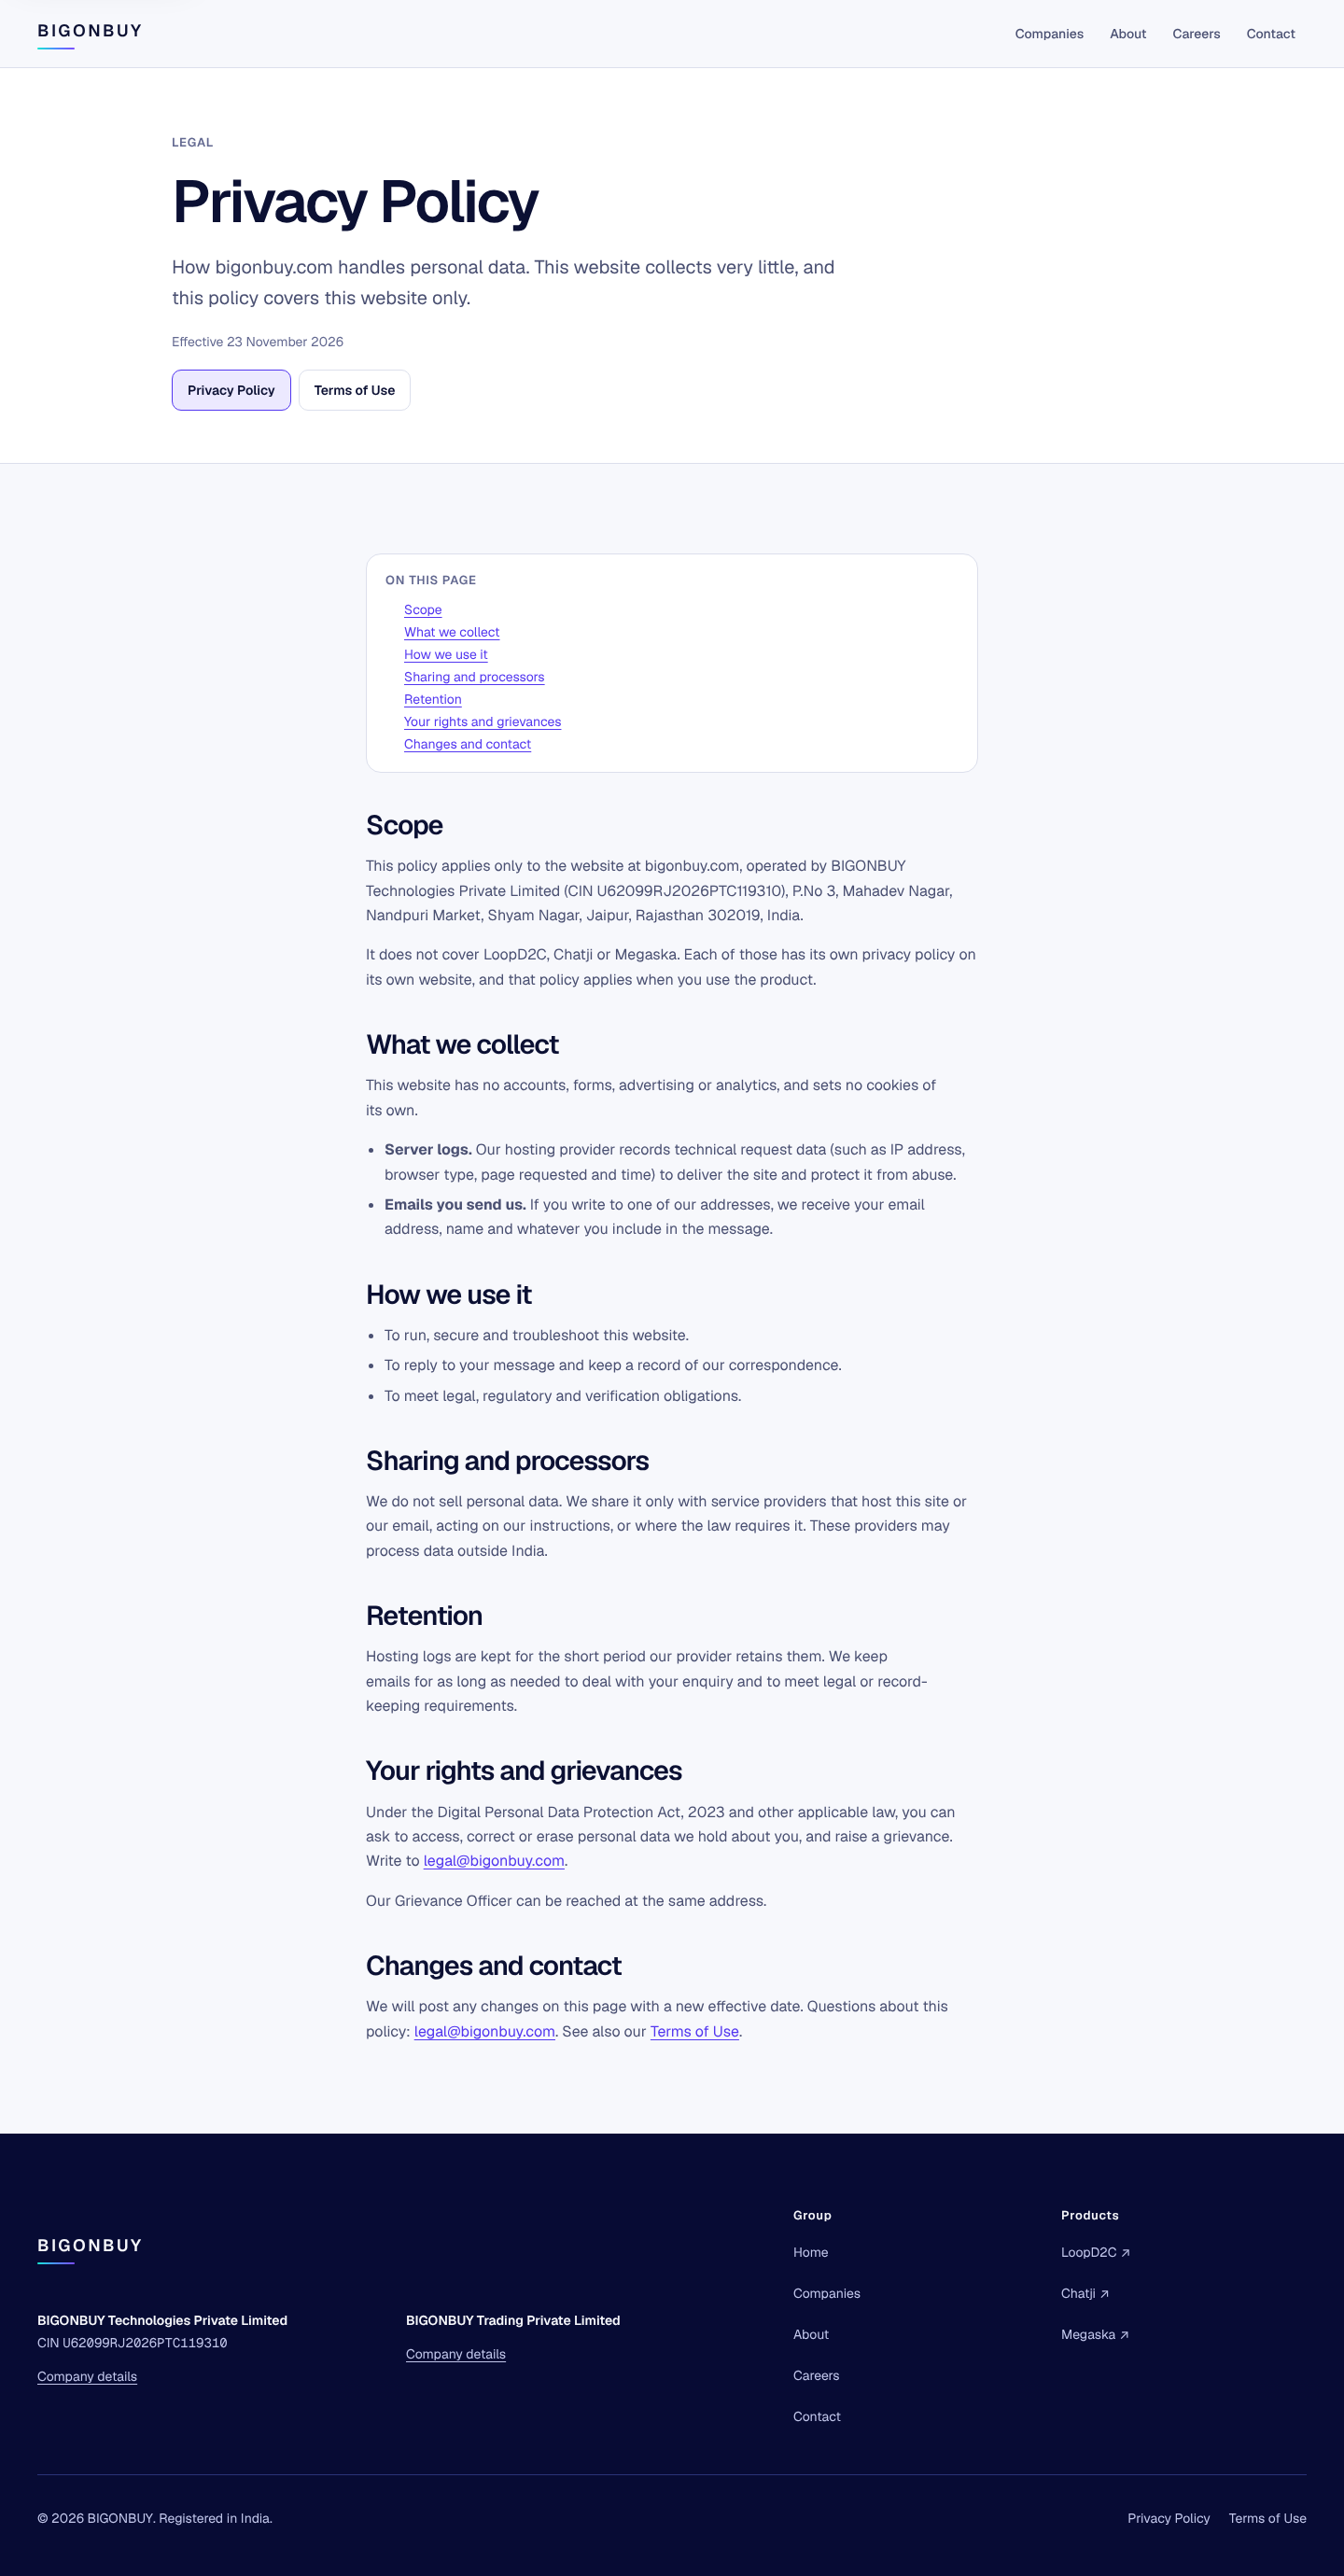 BIGONBUY
Companies About Careers Contact
LEGAL
Privacy Policy
How bigonbuy.com handles personal data. This website collects very little, and
this policy covers this website only.
Effective 23 November 2026
Privacy Policy Terms of Use
ON THIS PAGE
Scope
What we collect
How we use it
Sharing and processors
Retention
Your rights and grievances
Changes and contact
Scope
This policy applies only to the website at bigonbuy.com, operated by BIGONBUY
Technologies Private Limited (CIN U62099RJ2026PTC119310), P.No 3, Mahadev Nagar,
Nandpuri Market, Shyam Nagar, Jaipur, Rajasthan 302019, India.
It does not cover LoopD2C, Chatji or Megaska. Each of those has its own privacy policy on
its own website, and that policy applies when you use the product.
What we collect
This website has no accounts, forms, advertising or analytics, and sets no cookies of
its own.
• Server logs. Our hosting provider records technical request data (such as IP address,
browser type, page requested and time) to deliver the site and protect it from abuse.
• Emails you send us. If you write to one of our addresses, we receive your email
address, name and whatever you include in the message.
How we use it
• To run, secure and troubleshoot this website.
• To reply to your message and keep a record of our correspondence.
• To meet legal, regulatory and verification obligations.
Sharing and processors
We do not sell personal data. We share it only with service providers that host this site or
our email, acting on our instructions, or where the law requires it. These providers may
process data outside India.
Retention
Hosting logs are kept for the short period our provider retains them. We keep
emails for as long as needed to deal with your enquiry and to meet legal or record-
keeping requirements.
Your rights and grievances
Under the Digital Personal Data Protection Act, 2023 and other applicable law, you can
ask to access, correct or erase personal data we hold about you, and raise a grievance.
Write to legal@bigonbuy.com.
Our Grievance Officer can be reached at the same address.
Changes and contact
We will post any changes on this page with a new effective date. Questions about this
policy: legal@bigonbuy.com. See also our Terms of Use.
BIGONBUY
BIGONBUY Technologies Private Limited
CIN U62099RJ2026PTC119310
Company details
BIGONBUY Trading Private Limited
Company details
Group
Home
Companies
About
Careers
Contact
Products
LoopD2C ↗
Chatji ↗
Megaska ↗
© 2026 BIGONBUY. Registered in India.
Privacy Policy Terms of Use